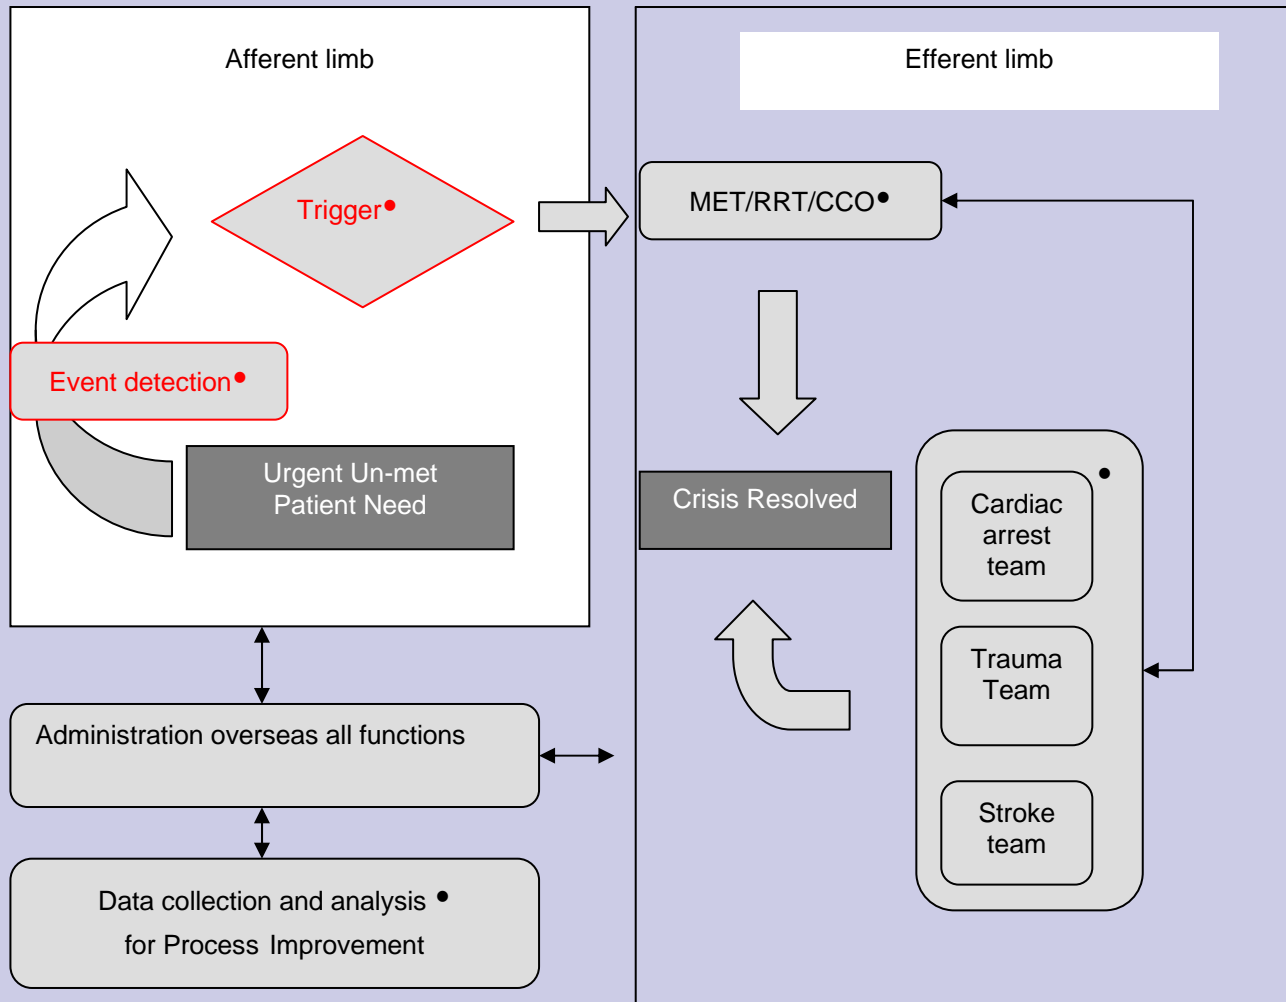 Afferent limb
Trigger•
Event detection•
Urgent Un-met
Patient Need
Efferent limb
MET/RRT/CCO•
Crisis Resolved
•
Cardiac
arrest
team
Trauma
Team
Stroke
team
Administration overseas all functions
Data collection and analysis •
for Process Improvement